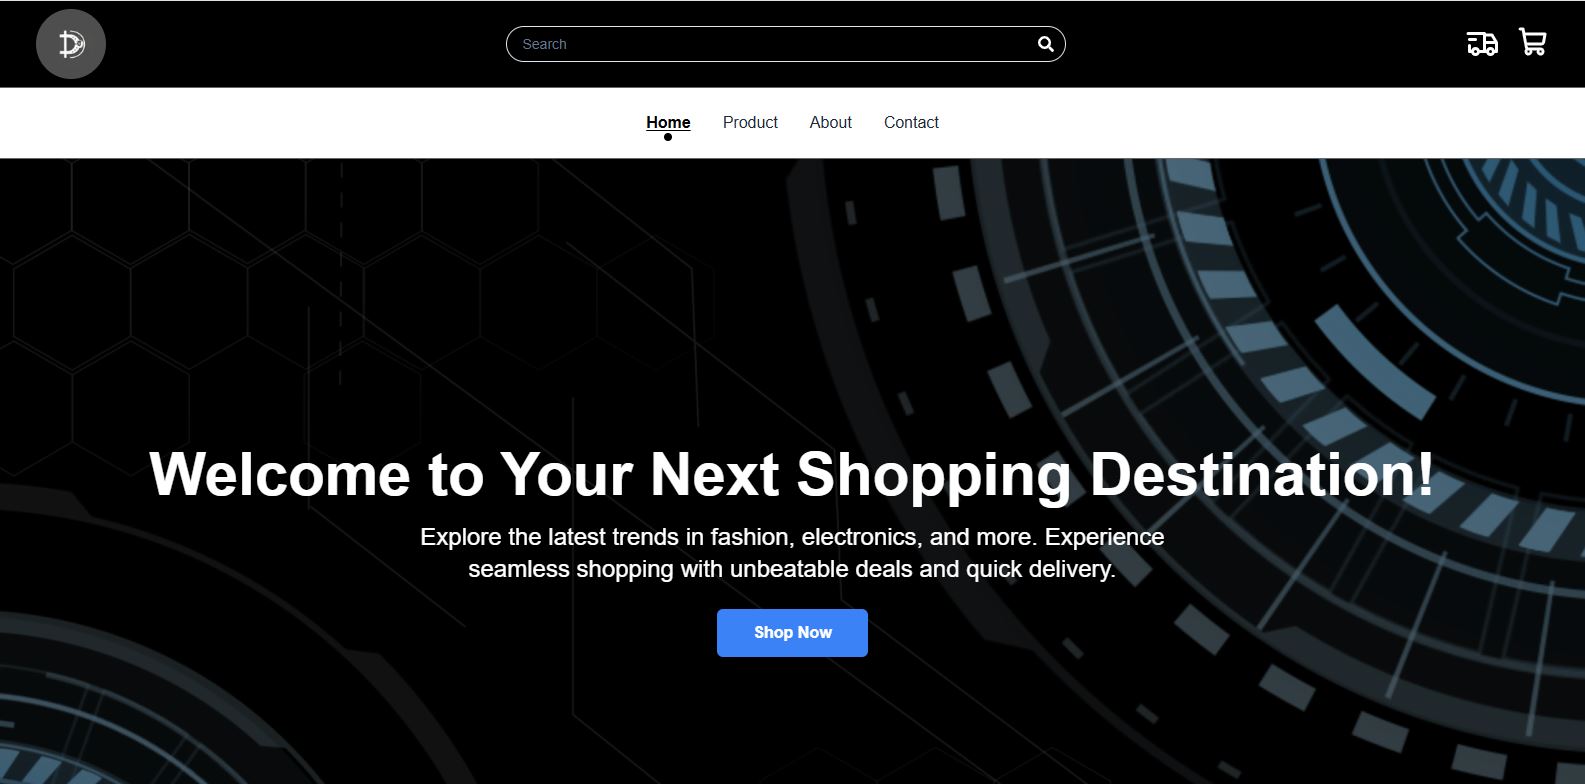 Search
Home Product About Contact
Welcome to Your Next Shopping Destination!
Explore the latest trends in fashion, electronics, and more. Experience
seamless shopping with unbeatable deals and quick delivery.
Shop Now